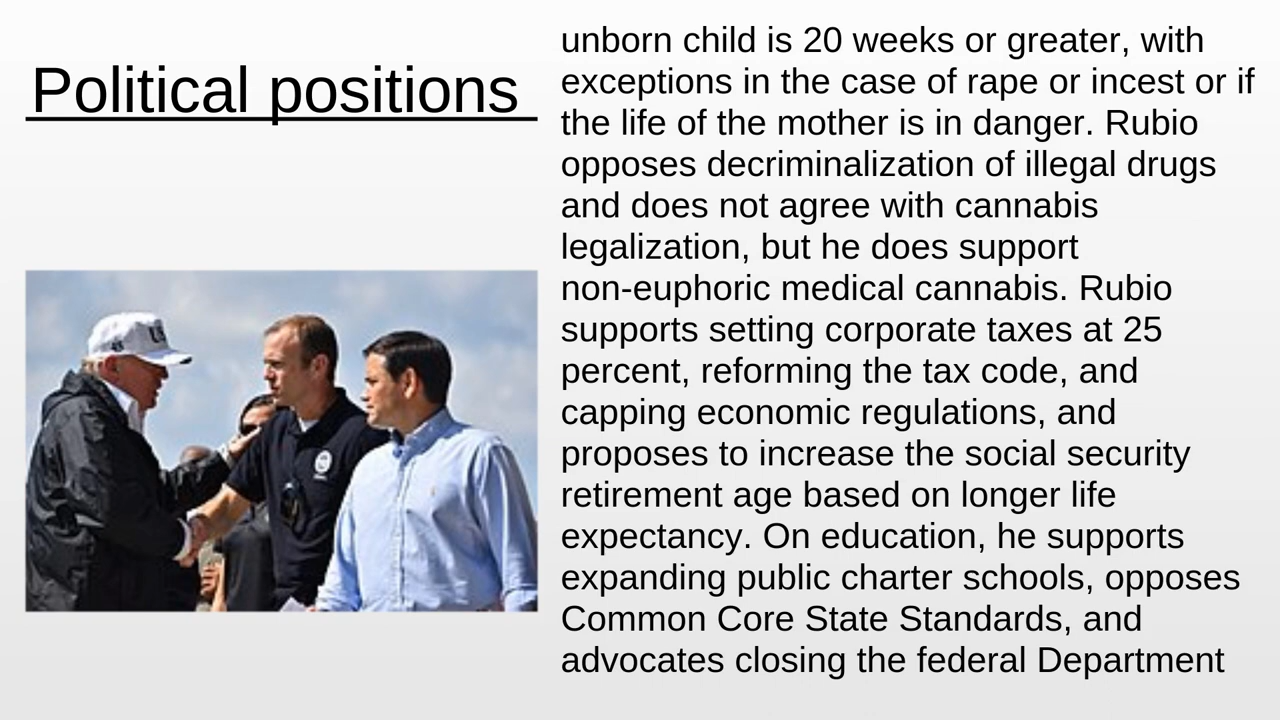 Political positions
unborn child is 20 weeks or greater, with
exceptions in the case of rape or incest or if
the life of the mother is in danger. Rubio
opposes decriminalization of illegal drugs
and does not agree with cannabis
legalization, but he does support
non-euphoric medical cannabis. Rubio
supports setting corporate taxes at 25
percent, reforming the tax code, and
capping economic regulations, and
proposes to increase the social security
retirement age based on longer life
expectancy. On education, he supports
expanding public charter schools, opposes
Common Core State Standards, and
advocates closing the federal Department
45